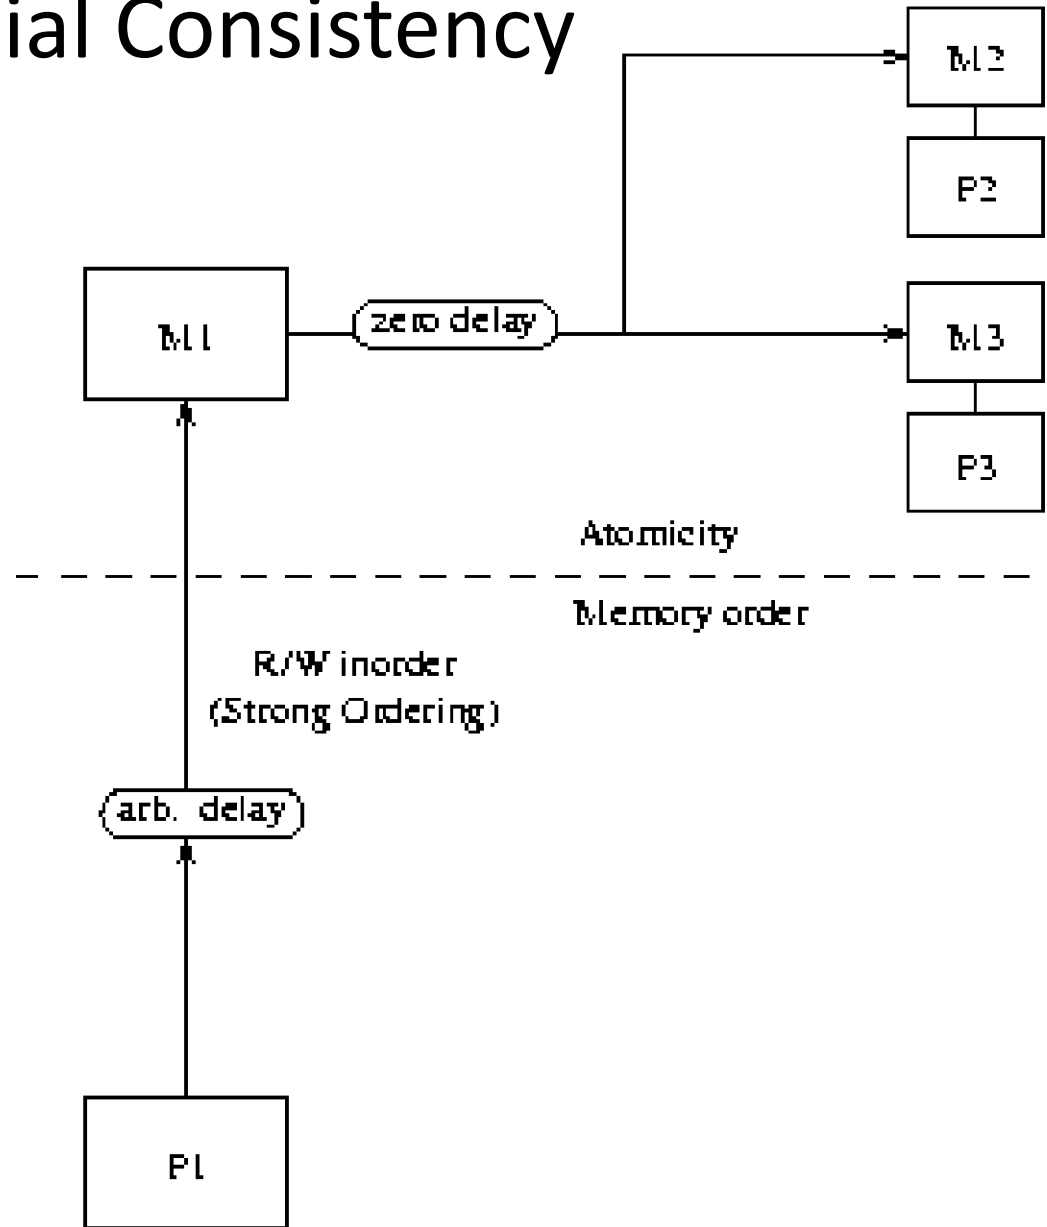 ial Consistency
M2
P2
M1
zero delay
M3
P3
Atomicity
Memory order
R/W inorder
(Strong Ordering)
arb. delay
P1